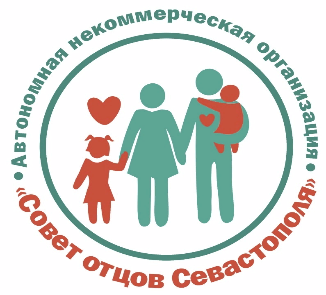 • Автономная некоммерческая организация •
"Совет отцов Севастополя"